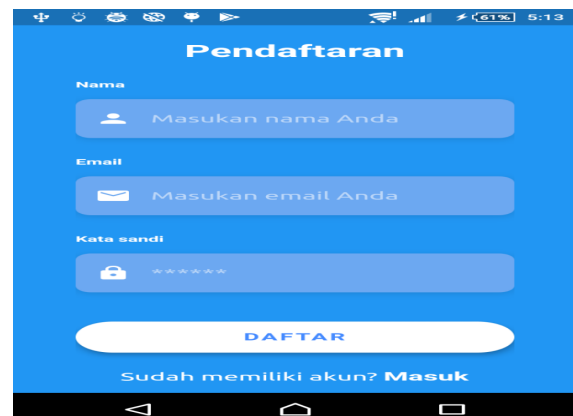 61% 5:13
Pendaftaran
Nama
Masukan nama Anda
Email
Masukan email Anda
Kata sandi
******
DAFTAR
Sudah memiliki akun? Masuk